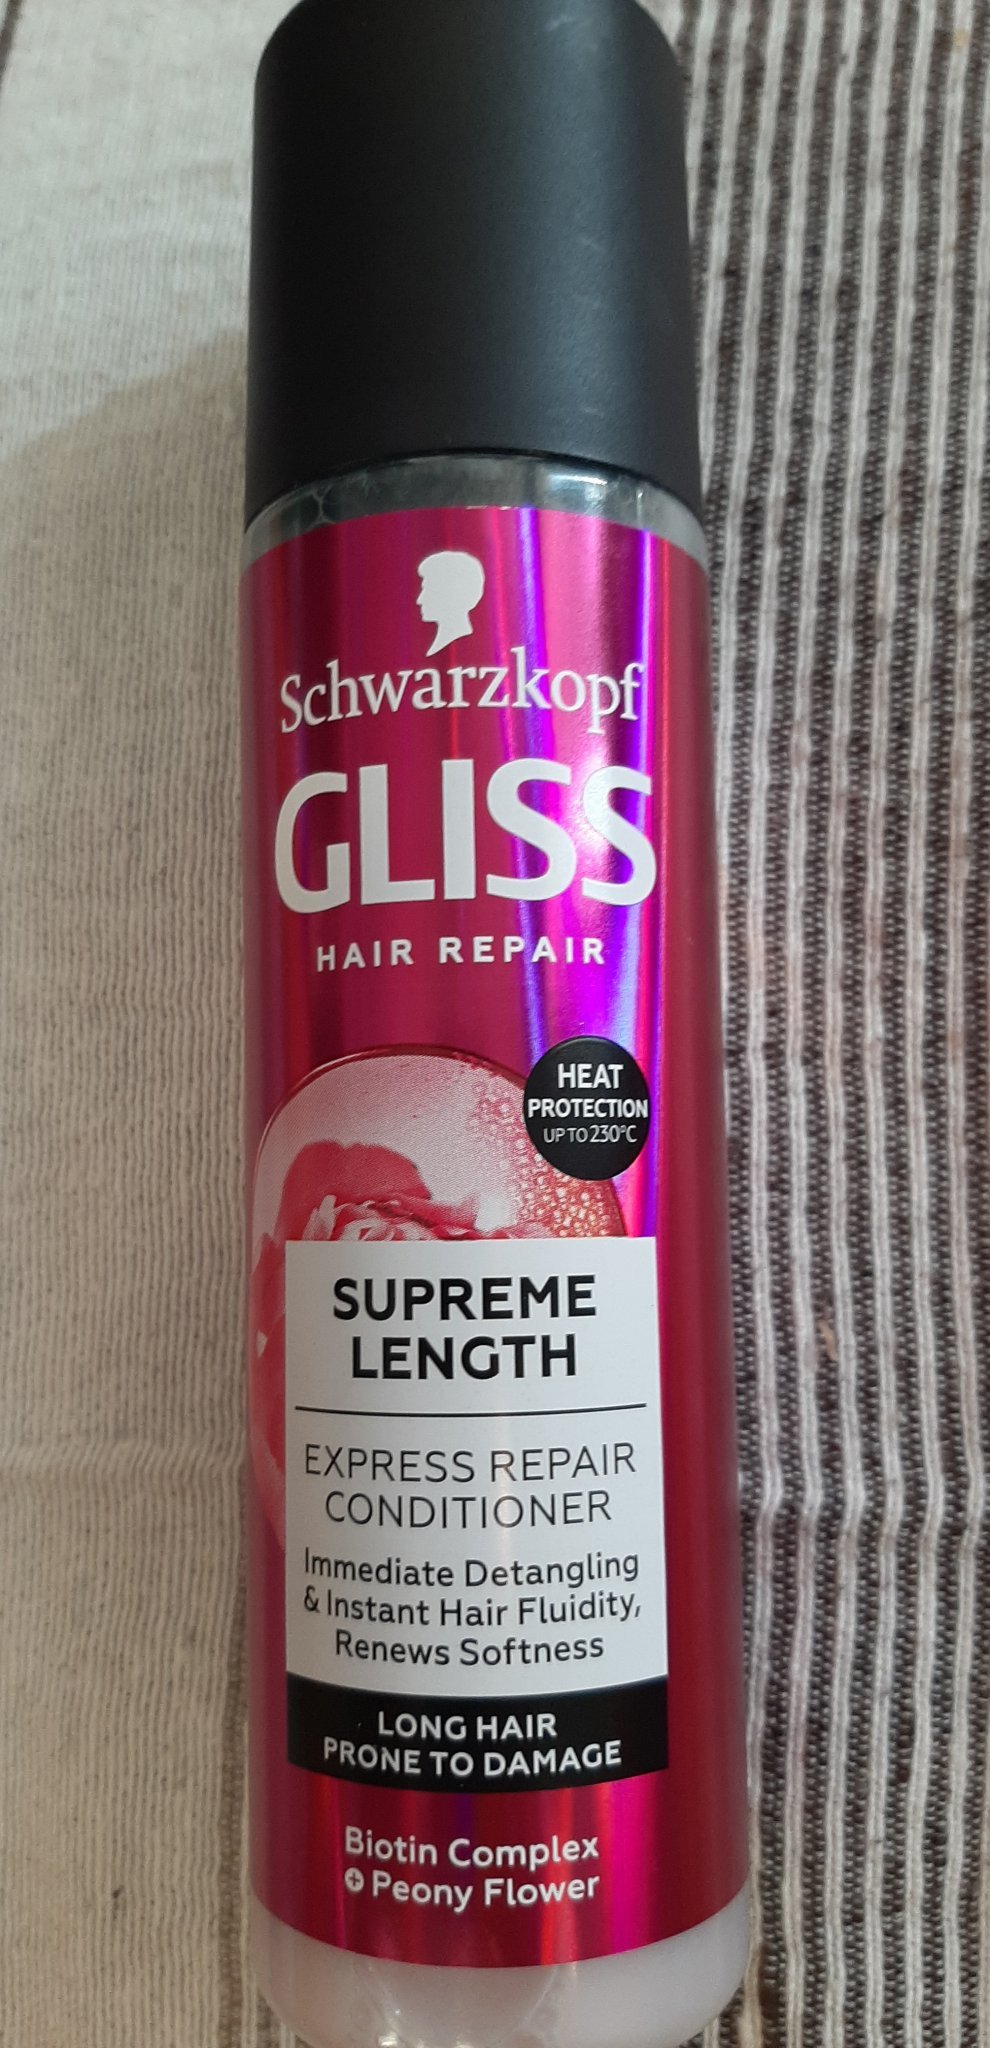 Schwarzkopf
GLISS
HAIR REPAIR
HEAT
PROTECTION
UP TO 230°C
SUPREME
LENGTH
EXPRESS REPAIR
CONDITIONER
Immediate Detangling
& Instant Hair Fluidity,
Renews Softness
LONG HAIR
PRONE TO DAMAGE
Biotin Complex
+ Peony Flower